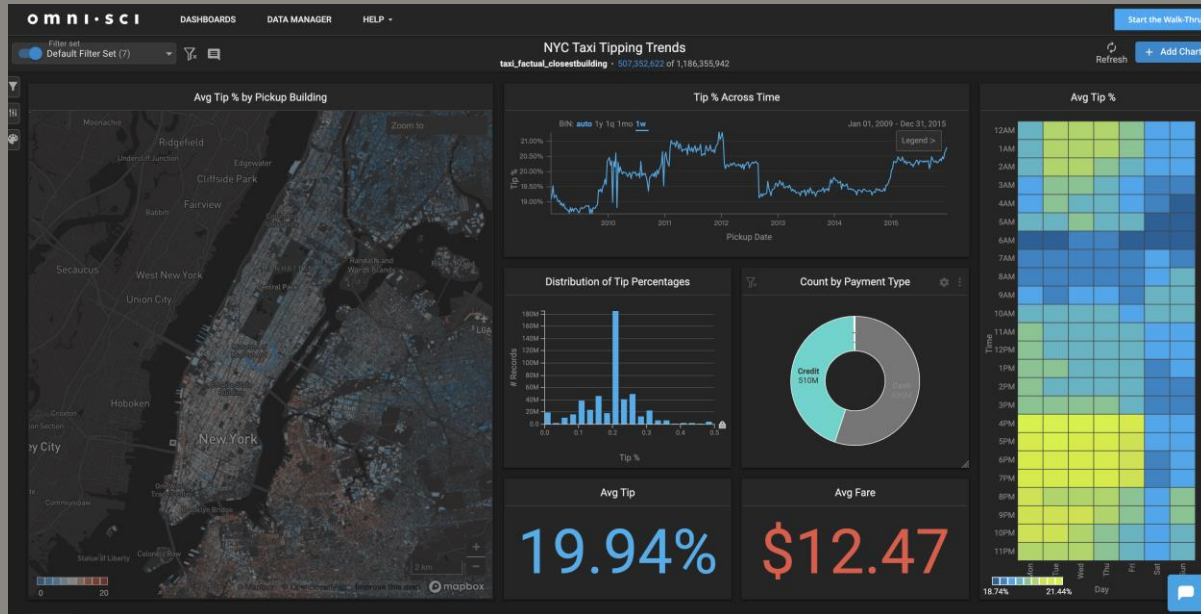 OMNI·SCI DASHBOARDS DATA MANAGER HELP
Start the Walk-Thru
Filter set
Default Filter Set (7)
NYC Taxi Tipping Trends
taxi_factual_closestbuilding • 507,352,622 of 1,186,355,942
Refresh
+ Add Chart
Avg Tip % by Pickup Building
Zoom to
Moonachie
Ridgefield
Edgewater
Cliffside Park
Fairview
Babbitt
Secaucus
West New York
Union City
Central Park
Hoboken
New York
Statue of Liberty
2 km
mapbox
0 20
Tip % Across Time
BIN: auto 1y 1q 1mo 1w
Jan 01, 2009 - Dec 31, 2015
Legend >
21.00%
20.50%
20.00%
19.50%
19.00%
Tip %
2010 2011 2012 2013 2014 2015
Pickup Date
Distribution of Tip Percentages
180M
160M
140M
120M
100M
80M
60M
40M
20M
0.0
# Records
0.0 0.1 0.2 0.3 0.4 0.5
Tip %
Count by Payment Type
Credit
510M
Cash
Avg Tip
19.94%
Avg Fare
$12.47
Avg Tip %
12AM
1AM
2AM
3AM
4AM
5AM
6AM
7AM
8AM
9AM
10AM
11AM
12PM
1PM
2PM
3PM
4PM
5PM
6PM
7PM
8PM
9PM
10PM
11PM
Time
Mon Tue Wed Thu Fri Sat Sun
18.74% 21.44%
Day